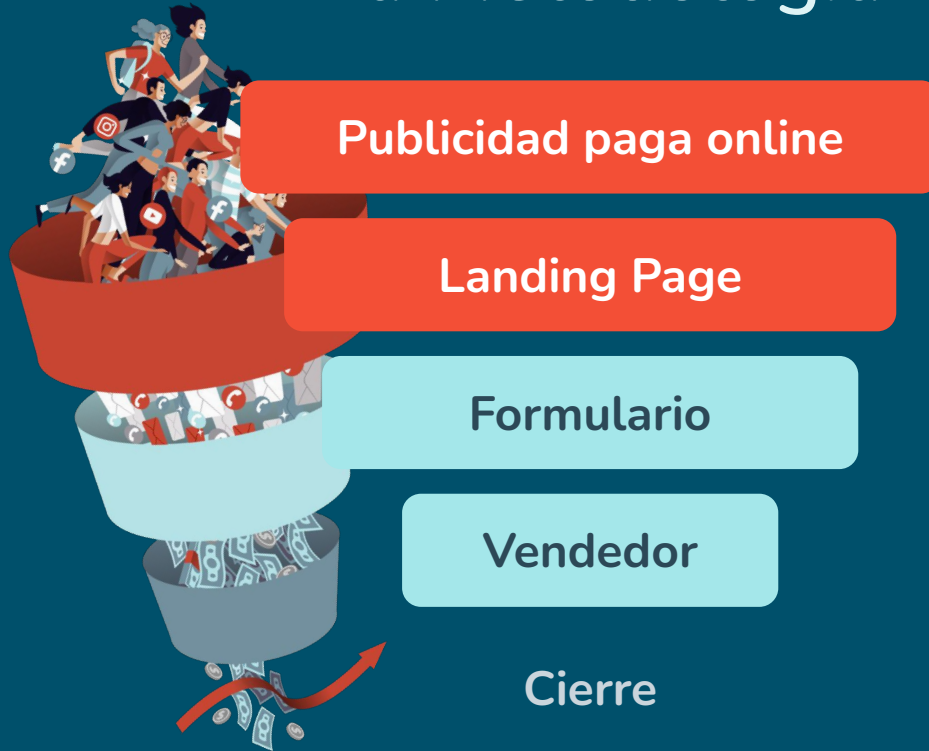 Publicidad paga online
Landing Page
Formulario
Vendedor
Cierre